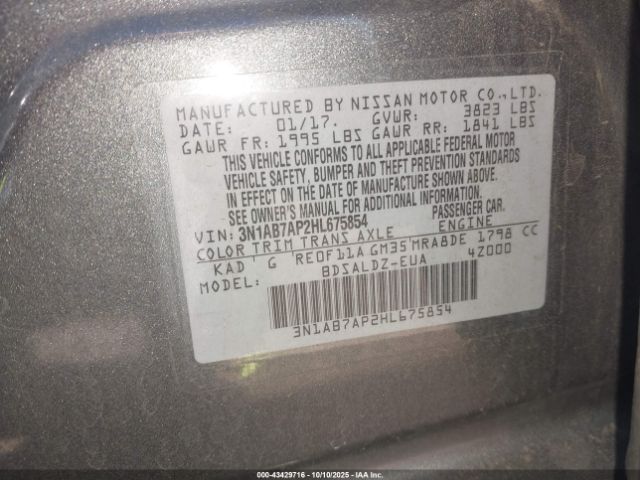 MANUFACTURED BY NISSAN MOTOR CO.,LTD.
DATE: 01/17. GVWR: 3823 LBS
GAWR FR: 1995 LBS GAWR RR: 1841 LBS
THIS VEHICLE CONFORMS TO ALL APPLICABLE FEDERAL MOTOR
VEHICLE SAFETY, BUMPER AND THEFT PREVENTION STANDARDS
IN EFFECT ON THE DATE OF MANUFACTURE SHOWN ABOVE.
SEE OWNER'S MANUAL FOR ADDITIONAL INFORMATION.
VIN: 3N1AB7AP2HL675854 PASSENGER CAR.
COLOR TRIM TRANS AXLE ENGINE
KAD ' G RE0F11A GM35 MRA8DE 1798 CC
MODEL: BDSALDZ-EUA 4Z000
3N1AB7AP2HL675854
000-43429716 | 10/10/2025 | IAA Inc.